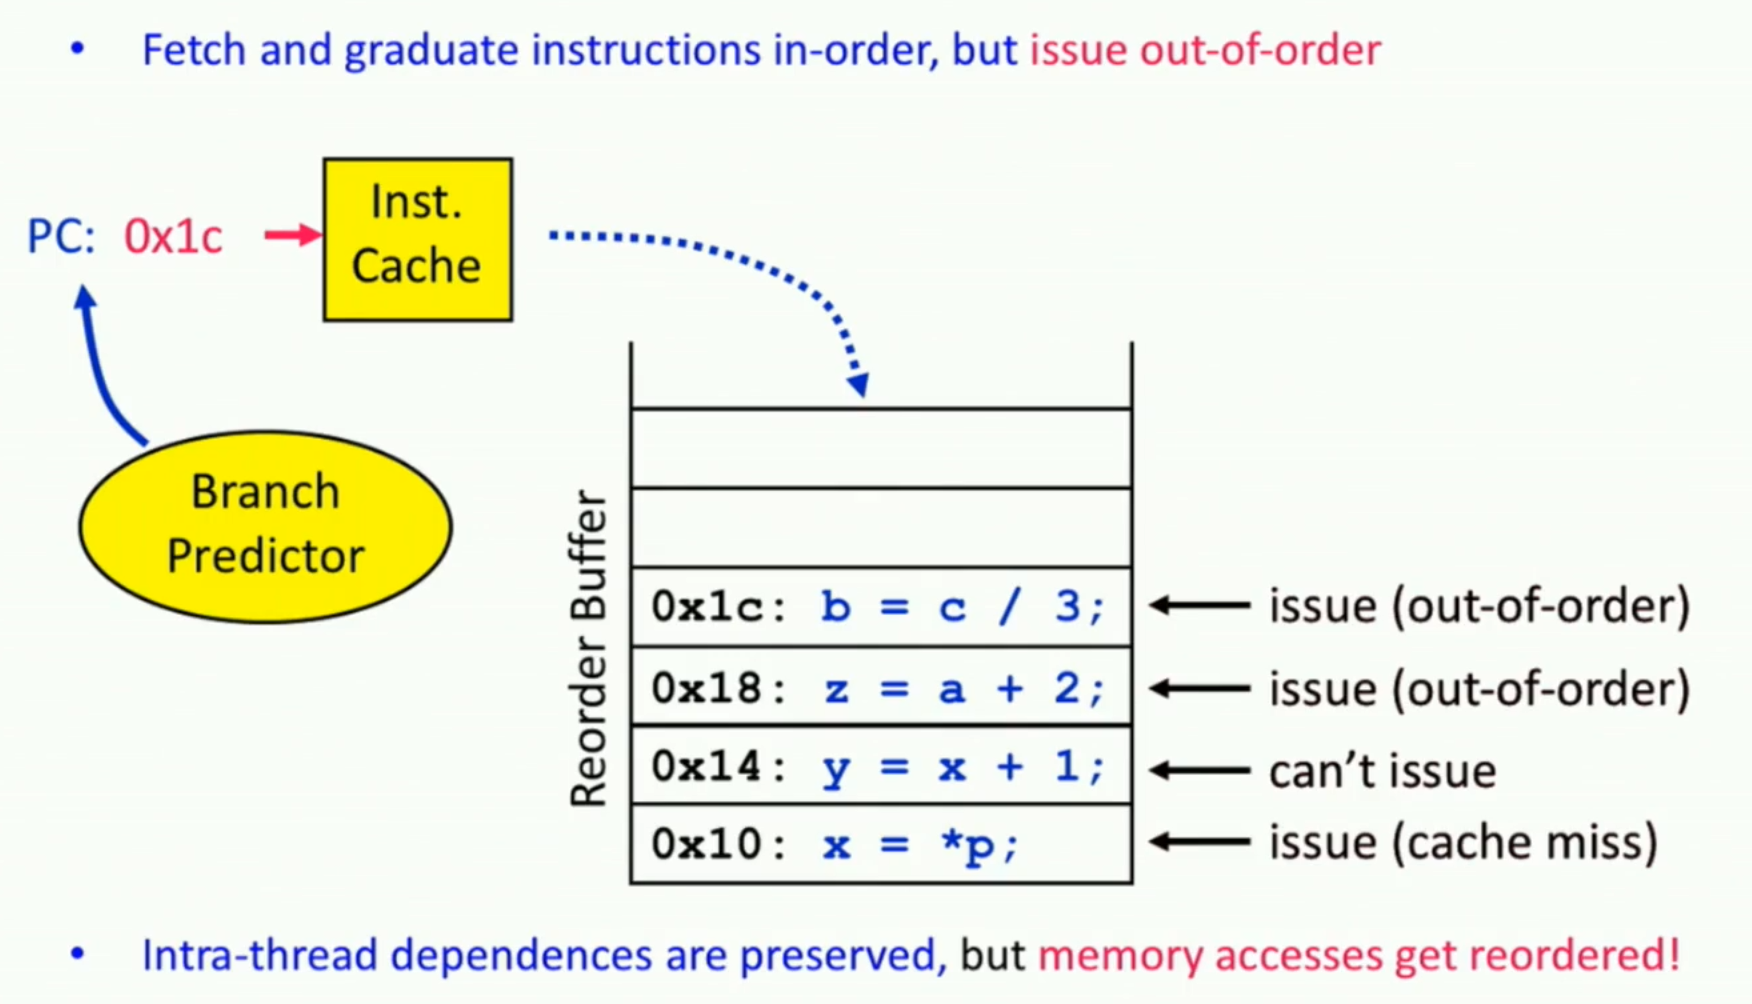 • Fetch and graduate instructions in-order, but issue out-of-order
PC: 0x1c
Inst.
Cache
Branch
Predictor
Reorder Buffer
0x1c: b = c / 3;
issue (out-of-order)
0x18: z = a + 2;
issue (out-of-order)
0x14: y = x + 1;
can't issue
0x10: x = *p;
issue (cache miss)
• Intra-thread dependences are preserved, but memory accesses get reordered!